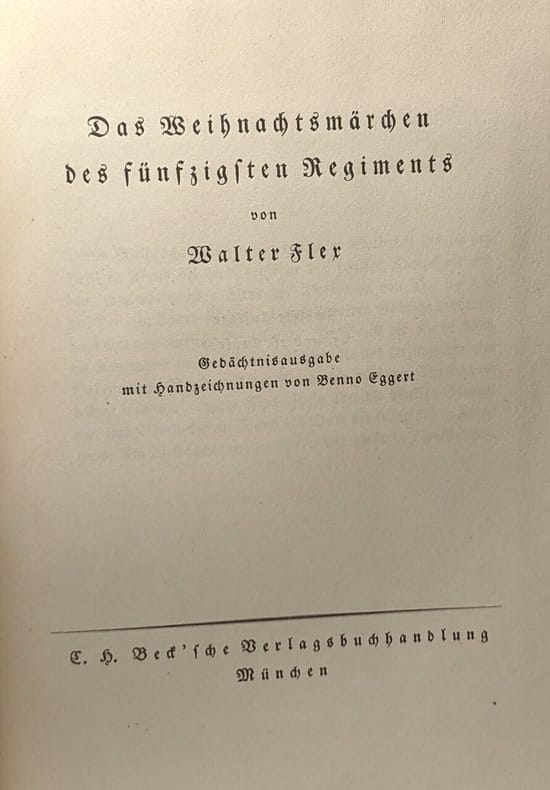 Das Weihnachtsmärchen
des fünfzigſten Regiments
von
Walter Flex
Gedächtnisausgabe
mit Handzeichnungen von Benno Eggert
C. H. Beck'ſche Verlagsbuchhandlung
München